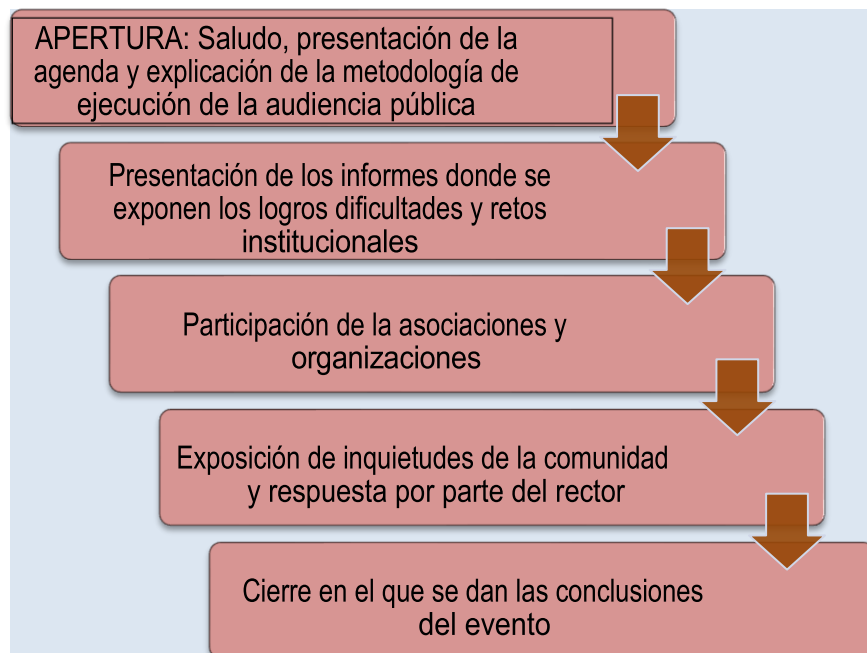 APERTURA: Saludo, presentación de la
agenda y explicación de la metodología de
ejecución de la audiencia pública
Presentación de los informes donde se
exponen los logros dificultades y retos
institucionales
Participación de la asociaciones y
organizaciones
Exposición de inquietudes de la comunidad
y respuesta por parte del rector
Cierre en el que se dan las conclusiones
del evento